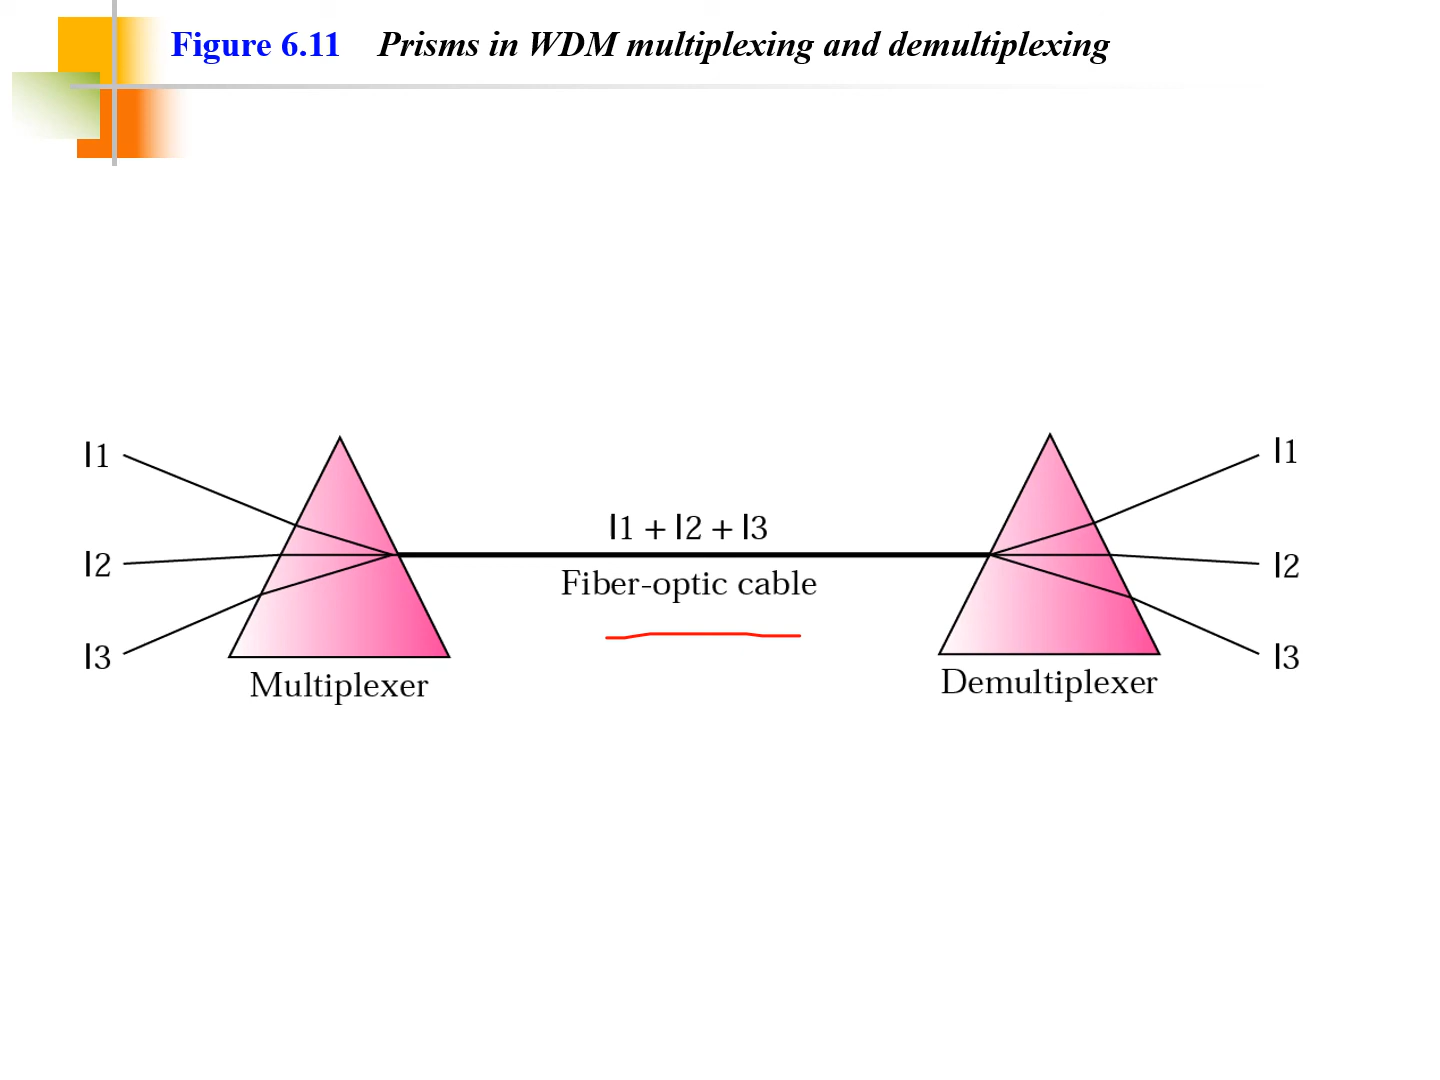 Figure 6.11 Prisms in WDM multiplexing and demultiplexing
l1
l2
l3
Multiplexer
l1 + l2 + l3
Fiber-optic cable
Demultiplexer
l1
l2
l3